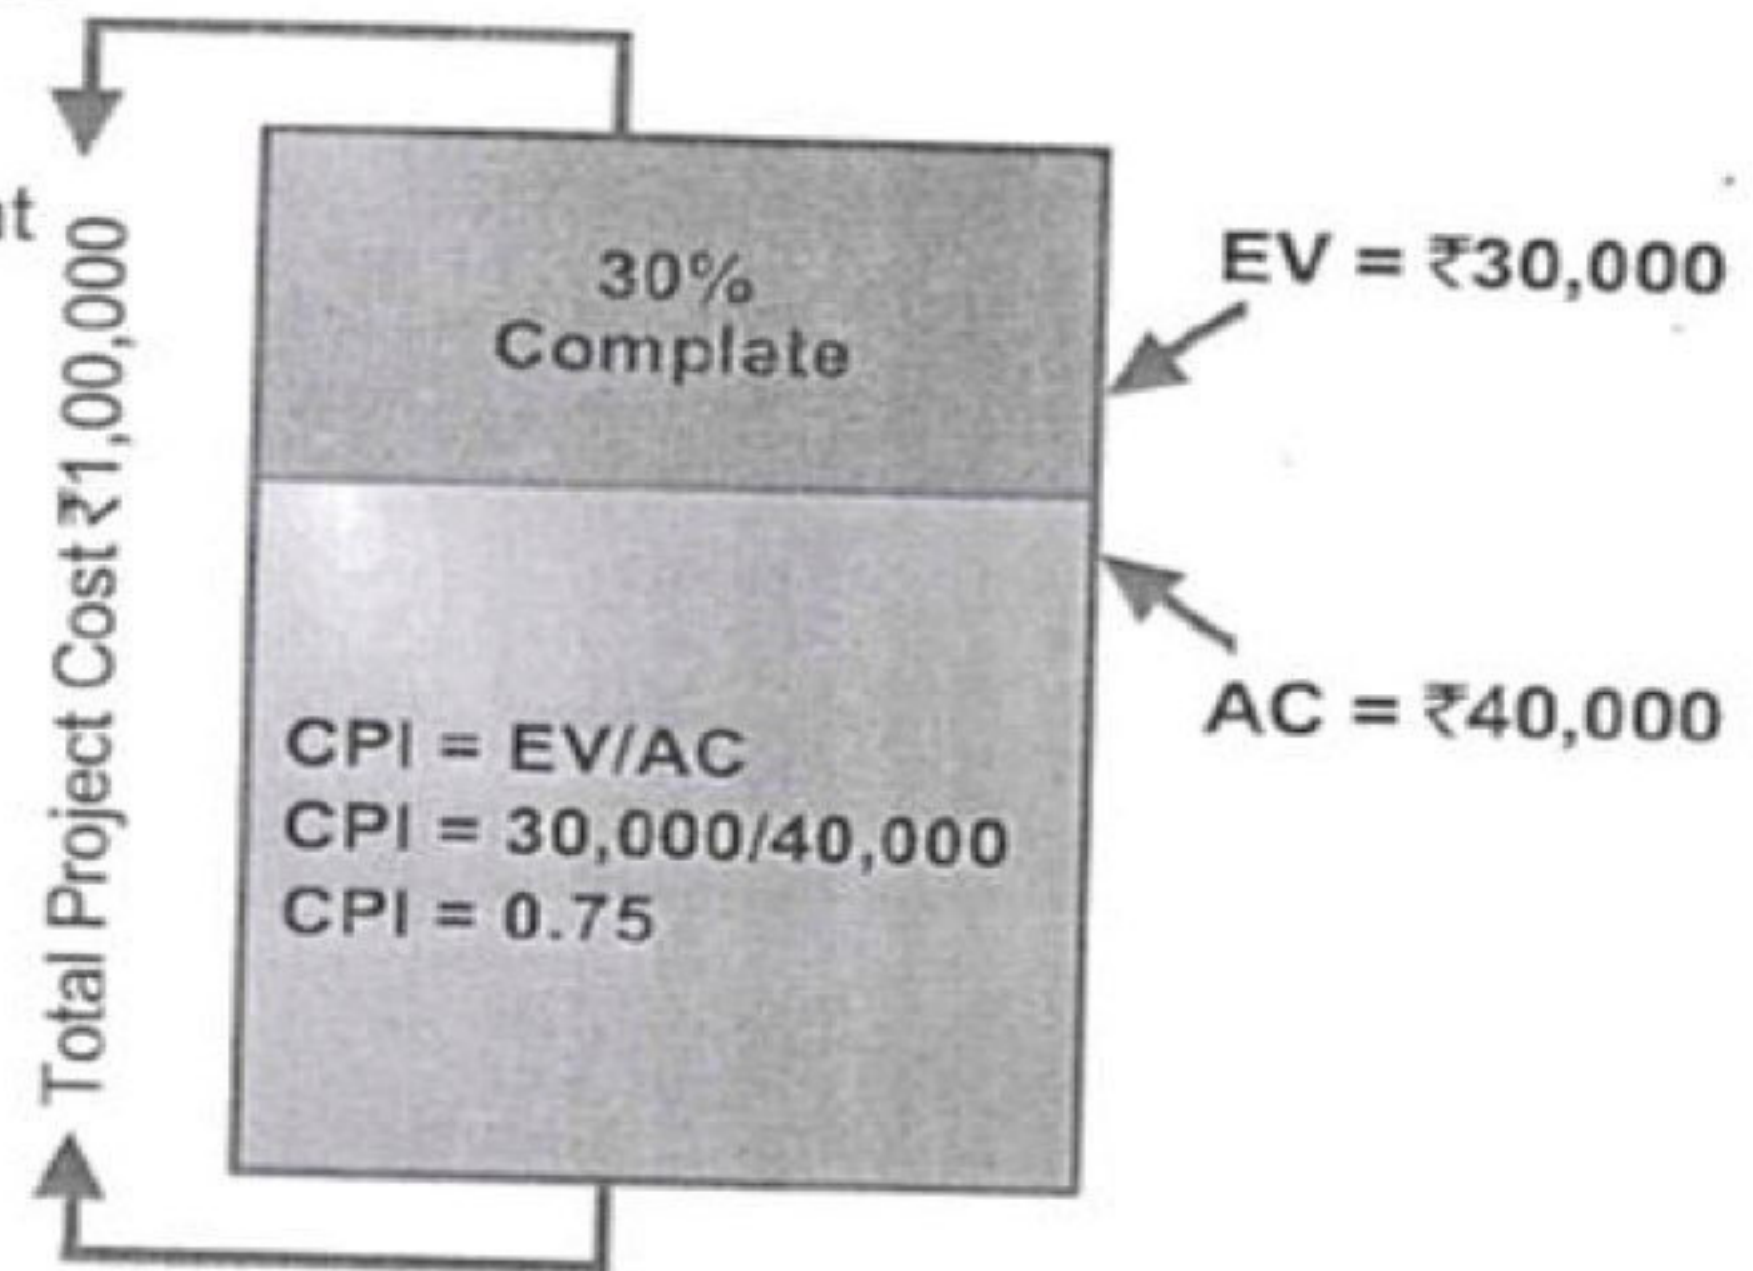 Total Project Cost ₹1,00,000
30%
Complate
EV = ₹30,000
AC = ₹40,000
CPI = EV/AC
CPI = 30,000/40,000
CPI = 0.75